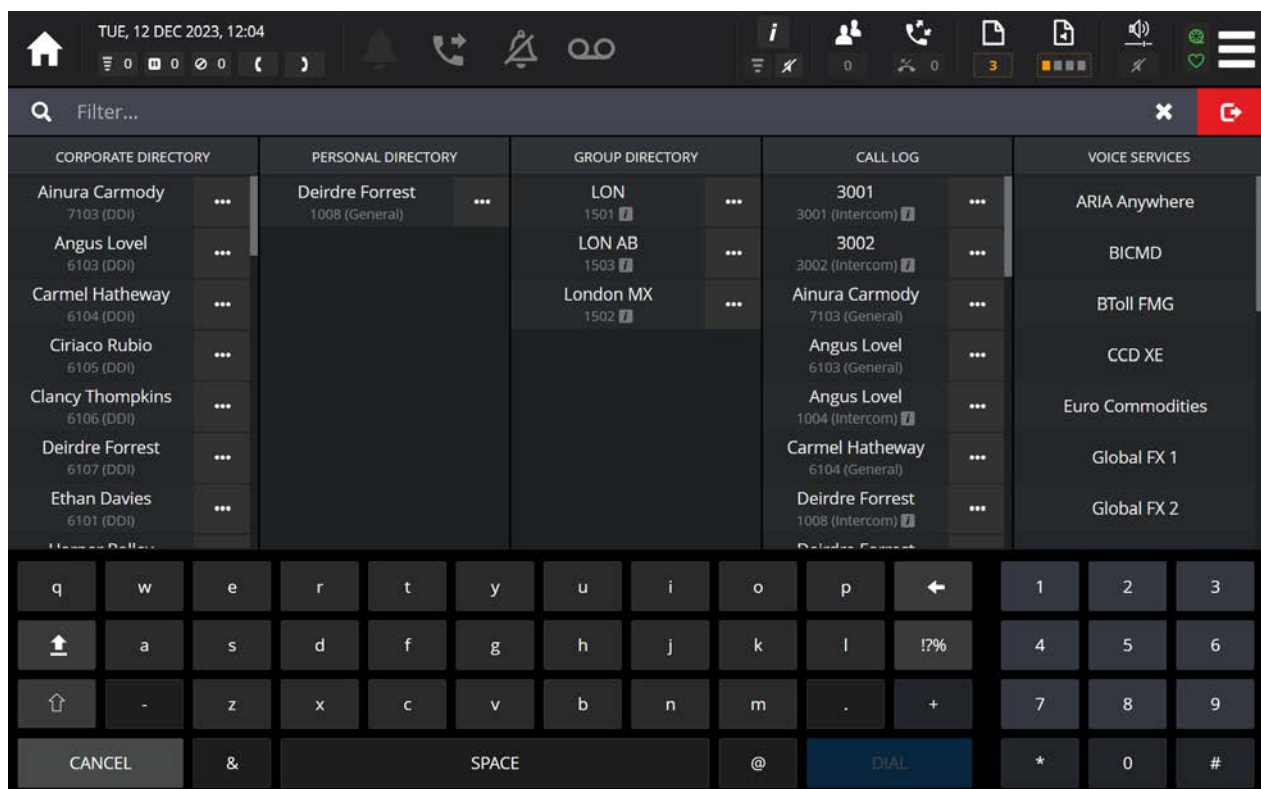 TUE, 12 DEC 2023, 12:04
0 0 0
i
0 0 3
Filter...
CORPORATE DIRECTORY
Ainura Carmody
7103 (DDI)
Angus Lovel
6103 (DDI)
Carmel Hatheway
6104 (DDI)
Ciriaco Rubio
6105 (DDI)
Clancy Thompkins
6106 (DDI)
Deirdre Forrest
6107 (DDI)
Ethan Davies
6101 (DDI)
PERSONAL DIRECTORY
Deirdre Forrest
1008 (General)
GROUP DIRECTORY
LON
1501 i
LON AB
1503 i
London MX
1502 i
CALL LOG
3001
3001 (Intercom) i
3002
3002 (Intercom) i
Ainura Carmody
7103 (General)
Angus Lovel
6103 (General)
Angus Lovel
1004 (Intercom) i
Carmel Hatheway
6104 (General)
Deirdre Forrest
1008 (Intercom) i
Deirdre Forrest
VOICE SERVICES
ARIA Anywhere
BICMD
BToll FMG
CCD XE
Euro Commodities
Global FX 1
Global FX 2
q w e r t y u i o p 1 2 3
a s d f g h j k l !?% 4 5 6
- z x c v b n m . + 7 8 9
CANCEL & SPACE @ DIAL * 0 #